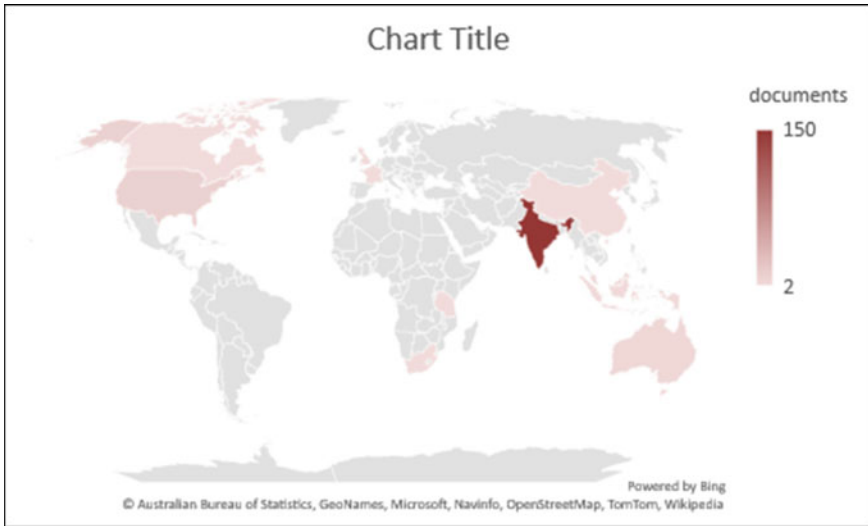 Chart Title
documents
150
2
Powered by Bing
© Australian Bureau of Statistics, GeoNames, Microsoft, Navinfo, OpenStreetMap, TomTom, Wikipedia